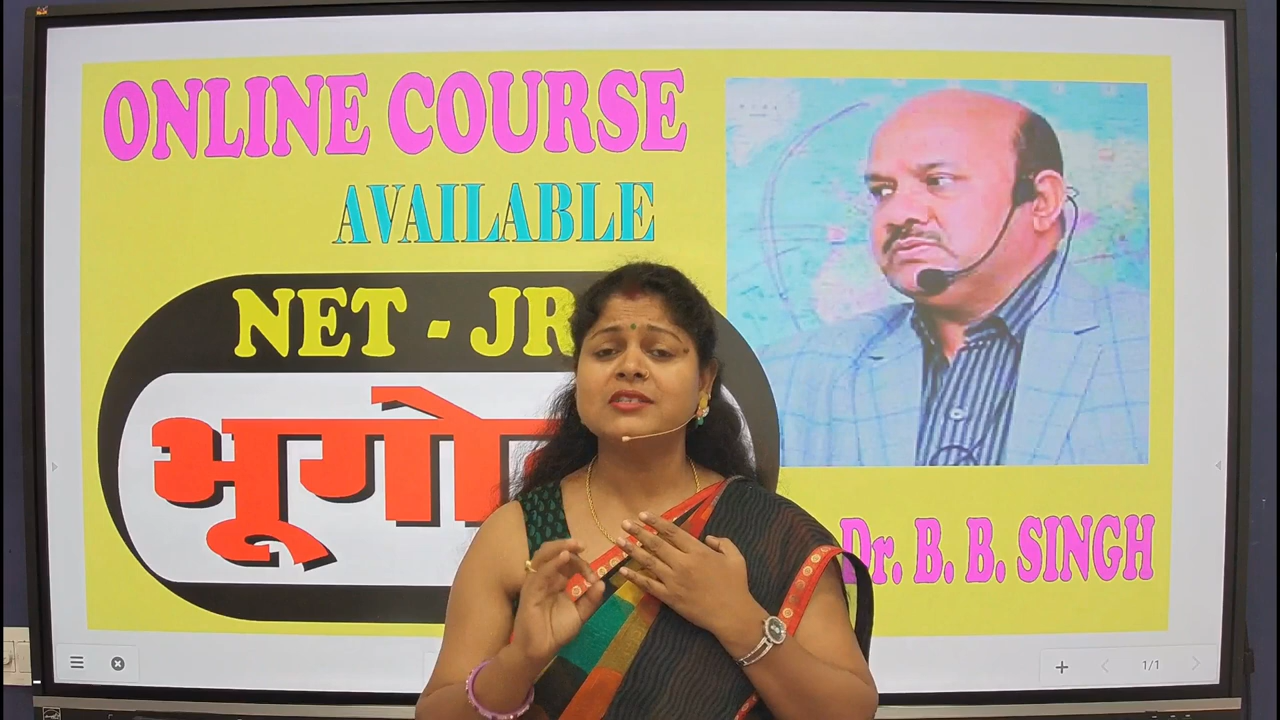 ONLINE COURSE
AVAILABLE
NET - JR
Dr. B. B. SINGH
1/1